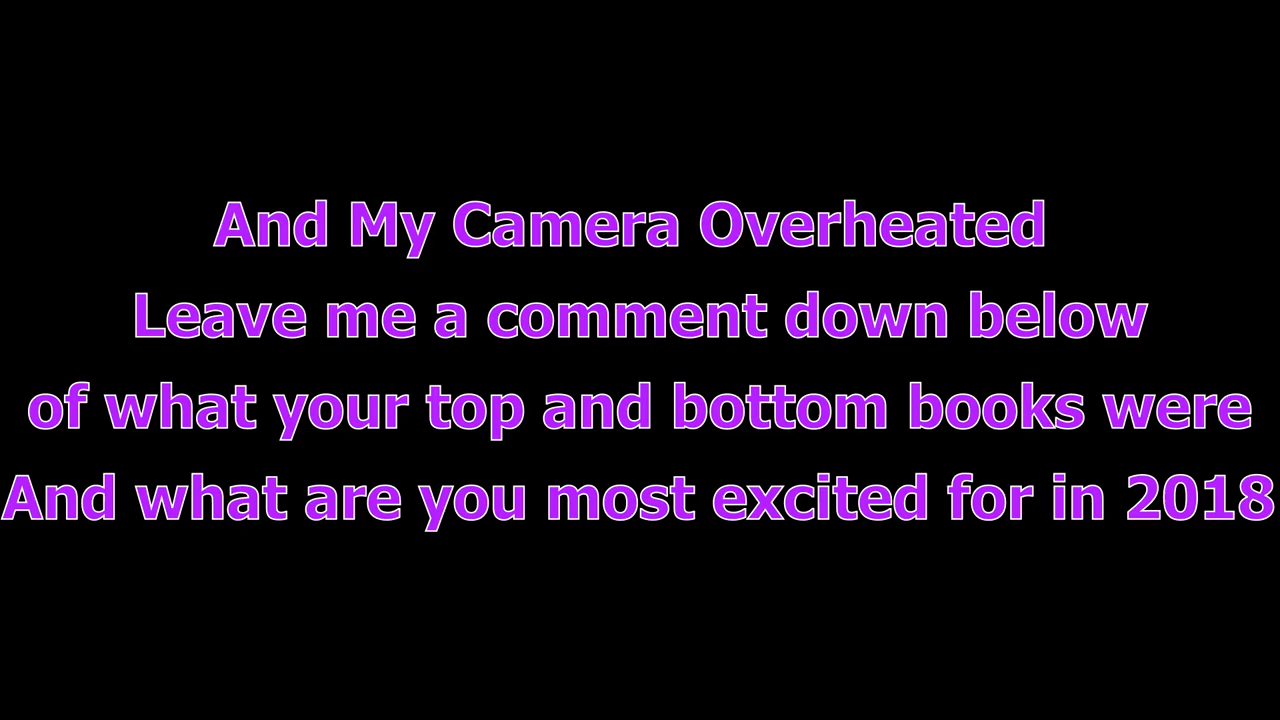 And My Camera Overheated
Leave me a comment down below
of what your top and bottom books were
And what are you most excited for in 2018